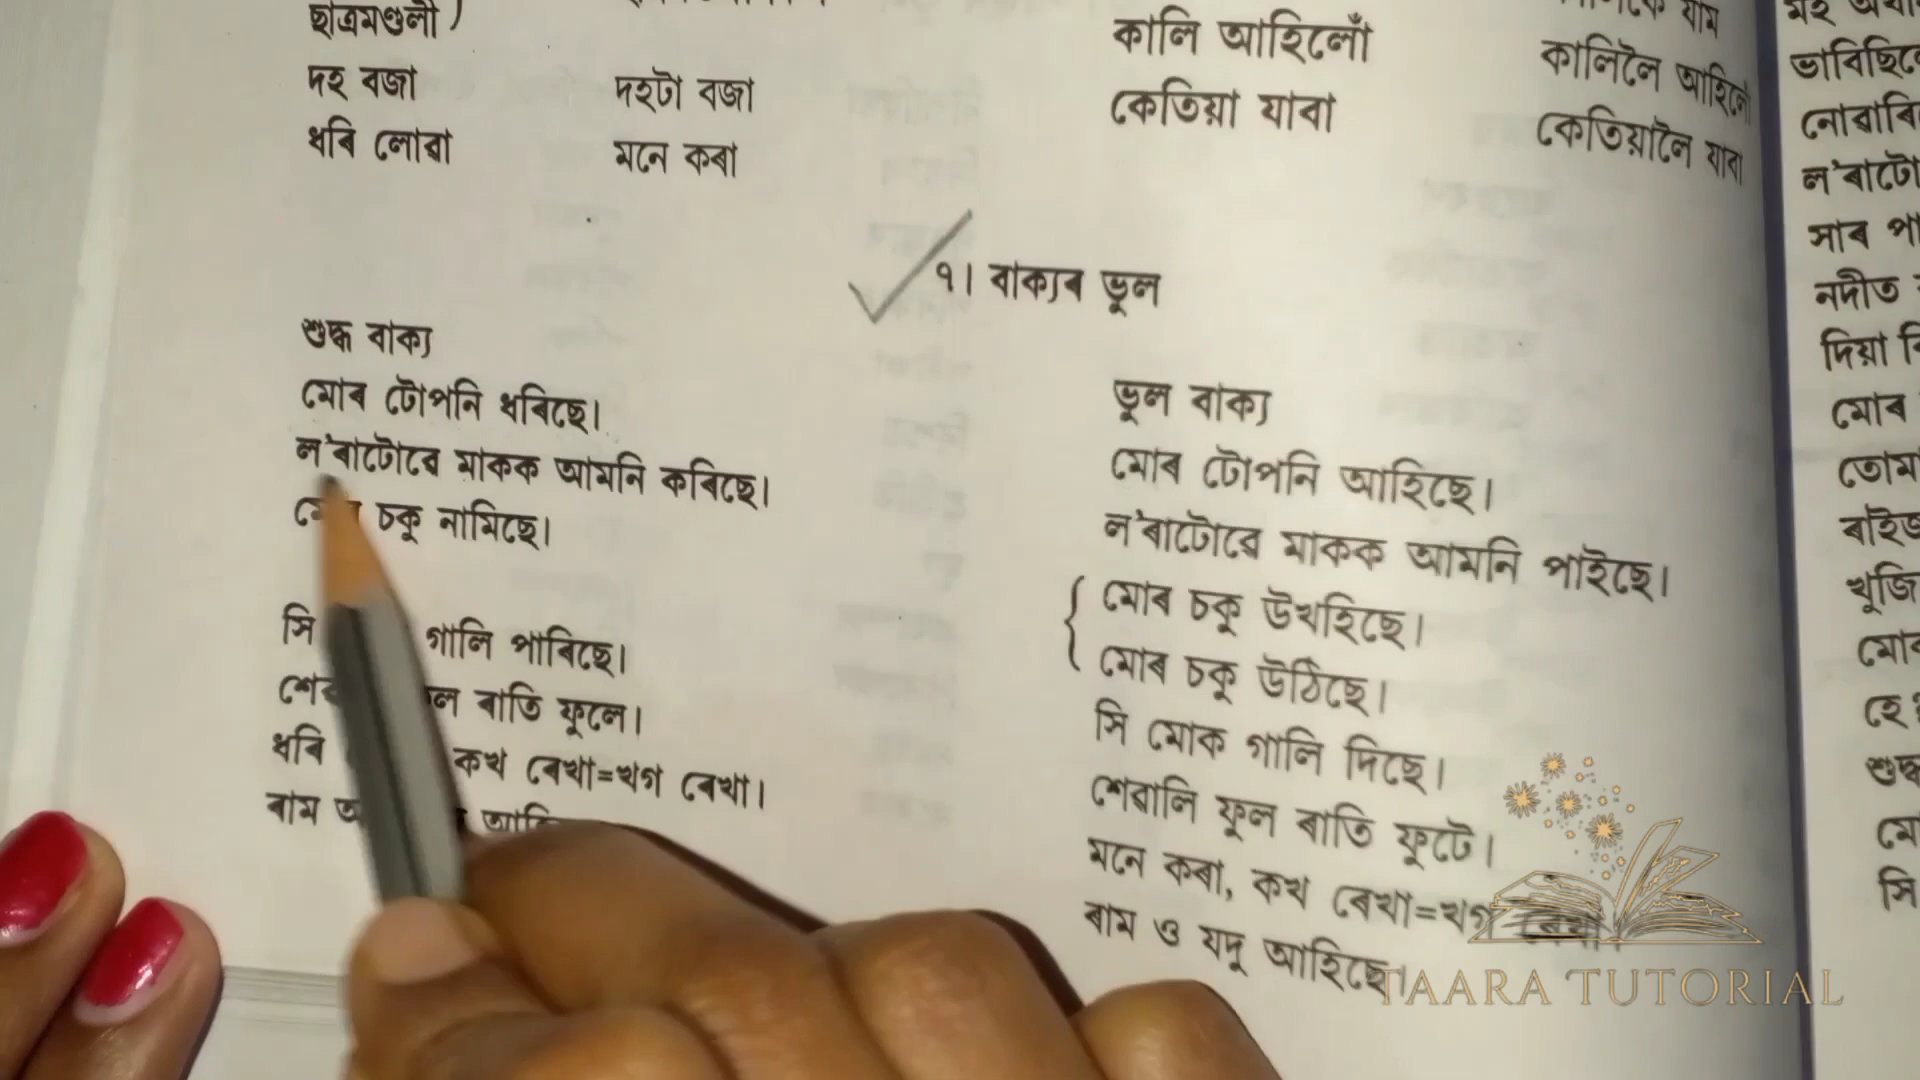 ছাত্ৰমণ্ডলী)
দহ বজা দহটা বজা
ধৰি লোৱা মনে কৰা
কালি আহিলোঁ কালিলৈ আহিলো
কেতিয়া যাবা কেতিয়ালৈ যাবা
৭। বাক্যৰ ভুল
শুদ্ধ বাক্য
মোৰ টোপনি ধৰিছে।
ল'ৰাটোৱে মাকক আমনি কৰিছে।
চকু নামিছে।
সি গালি পাৰিছে।
ৰাতি ফুলে।
ধৰি কখ ৰেখা=খগ ৰেখা।
ৰাম
ভুল বাক্য
মোৰ টোপনি আহিছে।
ল'ৰাটোৱে মাকক আমনি পাইছে।
{ মোৰ চকু উখহিছে।
মোৰ চকু উঠিছে।
সি মোক গালি দিছে।
শেৱালি ফুল ৰাতি ফুটে।
মনে কৰা, কখ ৰেখা=খগ ৰেখা।
ৰাম ও যদু আহিছে।
সাৰ
নদীত
দিয়া
মোৰ
সি
TAARA TUTORIAL